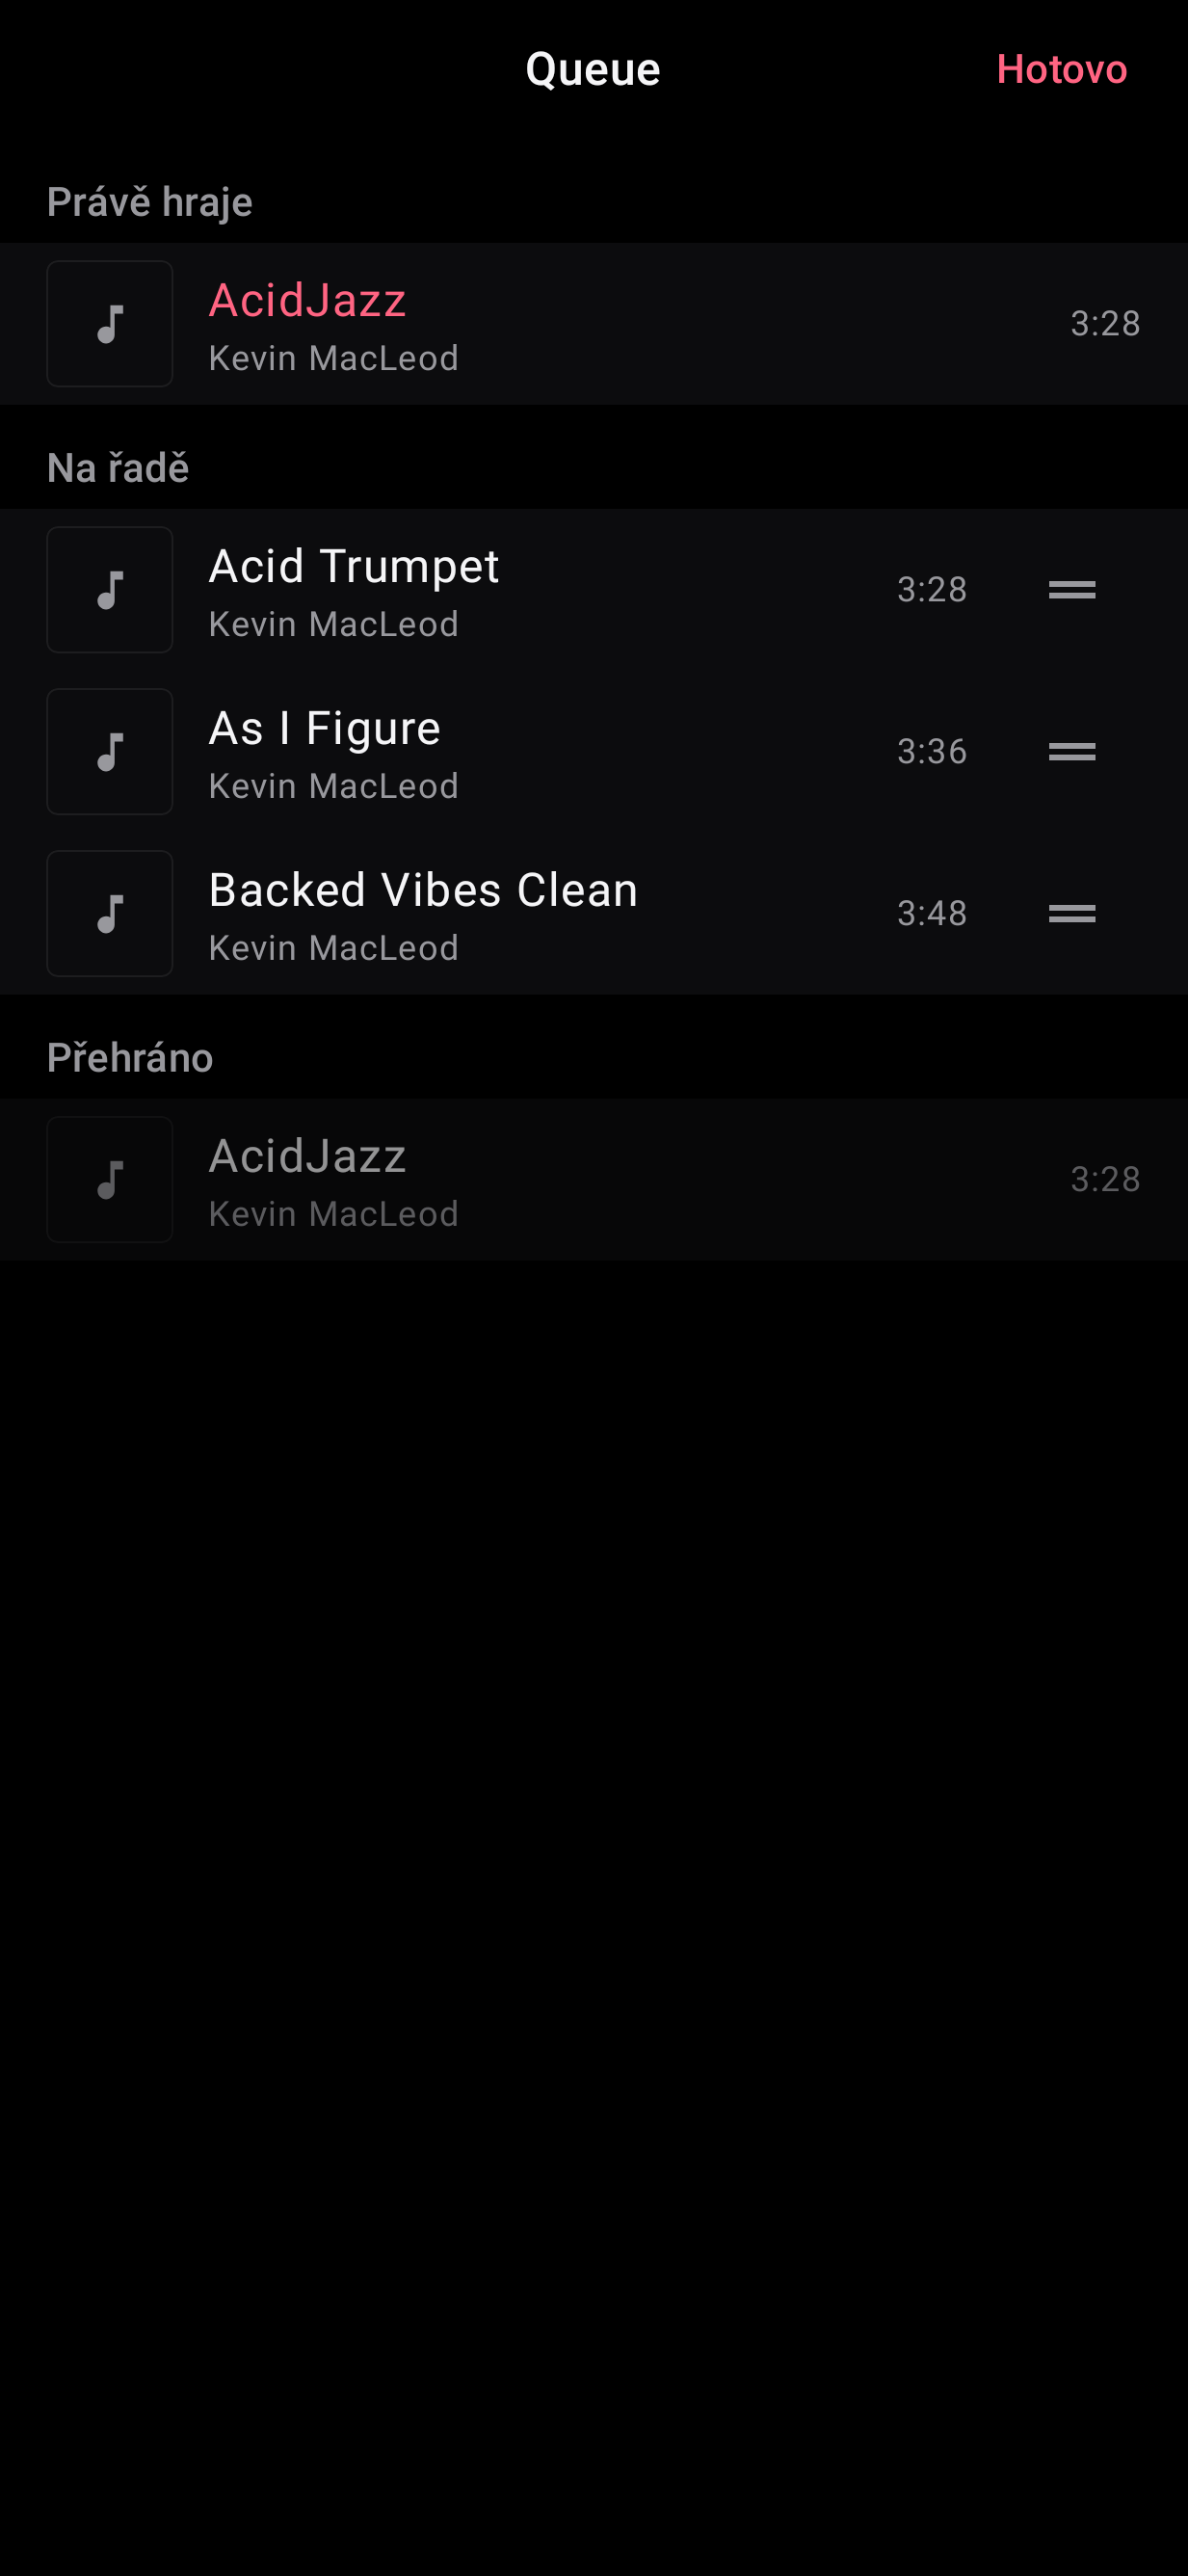 Queue
Hotovo
Právě hraje
AcidJazz
Kevin MacLeod
3:28
Na řadě
Acid Trumpet
Kevin MacLeod
3:28
As I Figure
Kevin MacLeod
3:36
Backed Vibes Clean
Kevin MacLeod
3:48
Přehráno
AcidJazz
Kevin MacLeod
3:28